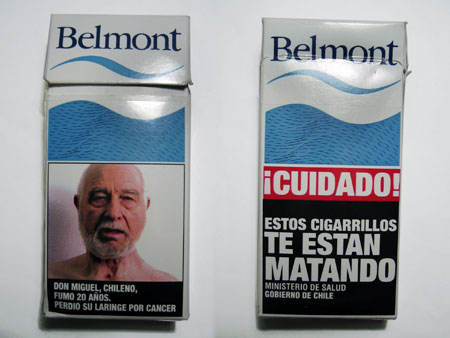 Belmont
DON MIGUEL, CHILENO,
FUMO 20 AÑOS.
PERDIO SU LARINGE POR CANCER
Belmont
¡CUIDADO!
ESTOS CIGARRILLOS
TE ESTAN
MATANDO
MINISTERIO DE SALUD
GOBIERNO DE CHILE